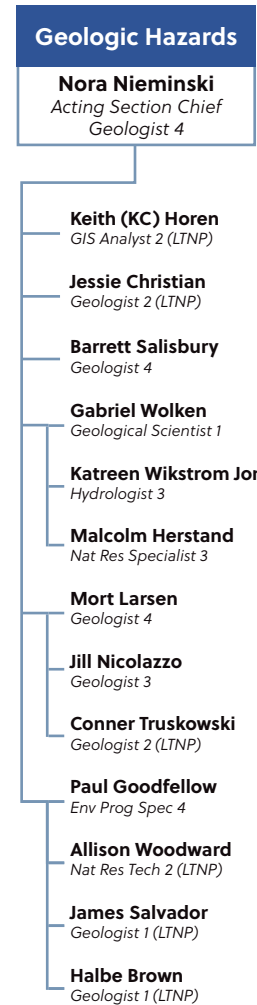 Geologic Hazards
Nora Nieminski
Acting Section Chief
Geologist 4
Keith (KC) Horen
GIS Analyst 2 (LTNP)
Jessie Christian
Geologist 2 (LTNP)
Barrett Salisbury
Geologist 4
Gabriel Wolken
Geological Scientist 1
Katreen Wikstrom
Hydrologist 3
Malcolm Herstand
Nat Res Specialist 3
Mort Larsen
Geologist 4
Jill Nicolazzo
Geologist 3
Conner Truskowski
Geologist 2 (LTNP)
Paul Goodfellow
Env Prog Spec 4
Allison Woodward
Nat Res Tech 2 (LTNP)
James Salvador
Geologist 1 (LTNP)
Halbe Brown
Geologist 1 (LTNP)